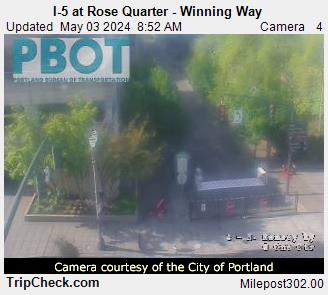 I-5 at Rose Quarter - Winning Way
Updated May 03 2024 8:52 AM Camera 4
PBOT
PORTLAND BUREAU OF TRANSPORTATION
Camera courtesy of the City of Portland
TripCheck.com Milepost302.00